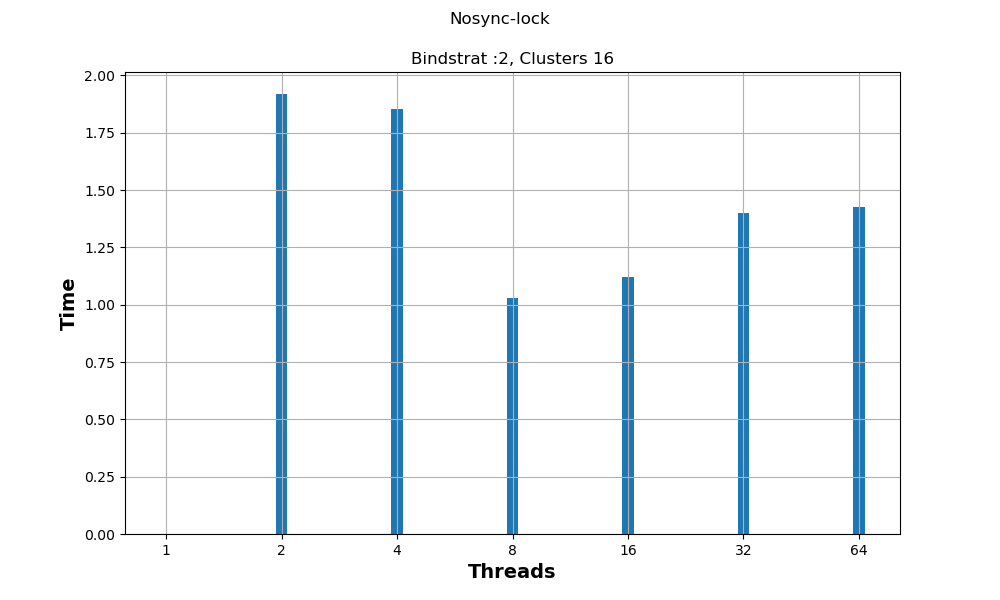 Nosync-lock
Bindstrat :2, Clusters 16
2.00
1.75
1.50
1.25
1.00
0.75
0.50
0.25
0.00
Time
1 2 4 8 16 32 64
Threads